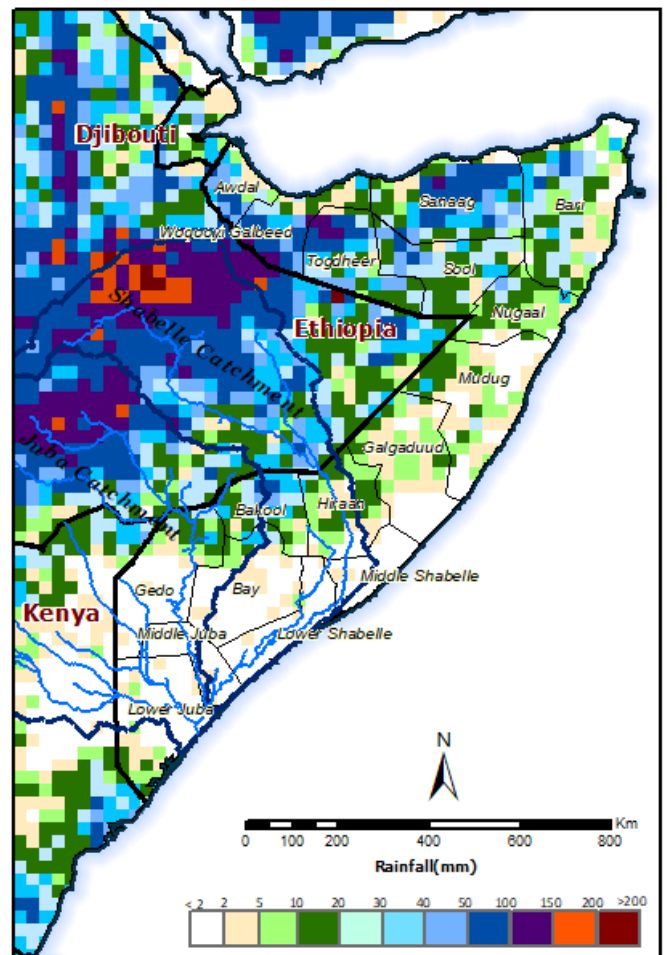 Djibouti
Awdal
Sanaag
Bari
Woqooyi Galbeed
Togdheer
Sool
Shabelle Catchment
Ethiopia
Nugaal
Mudug
Galgaduud
Juba Catchment
Bakool
Hiraan
Middle Shabelle
Gedo
Bay
Kenya
Middle Juba
Lower Shabelle
Lower Juba
N
Km
0 100 200 400 600 800
Rainfall(mm)
< 2 2 5 10 20 30 40 50 100 150 200 >200